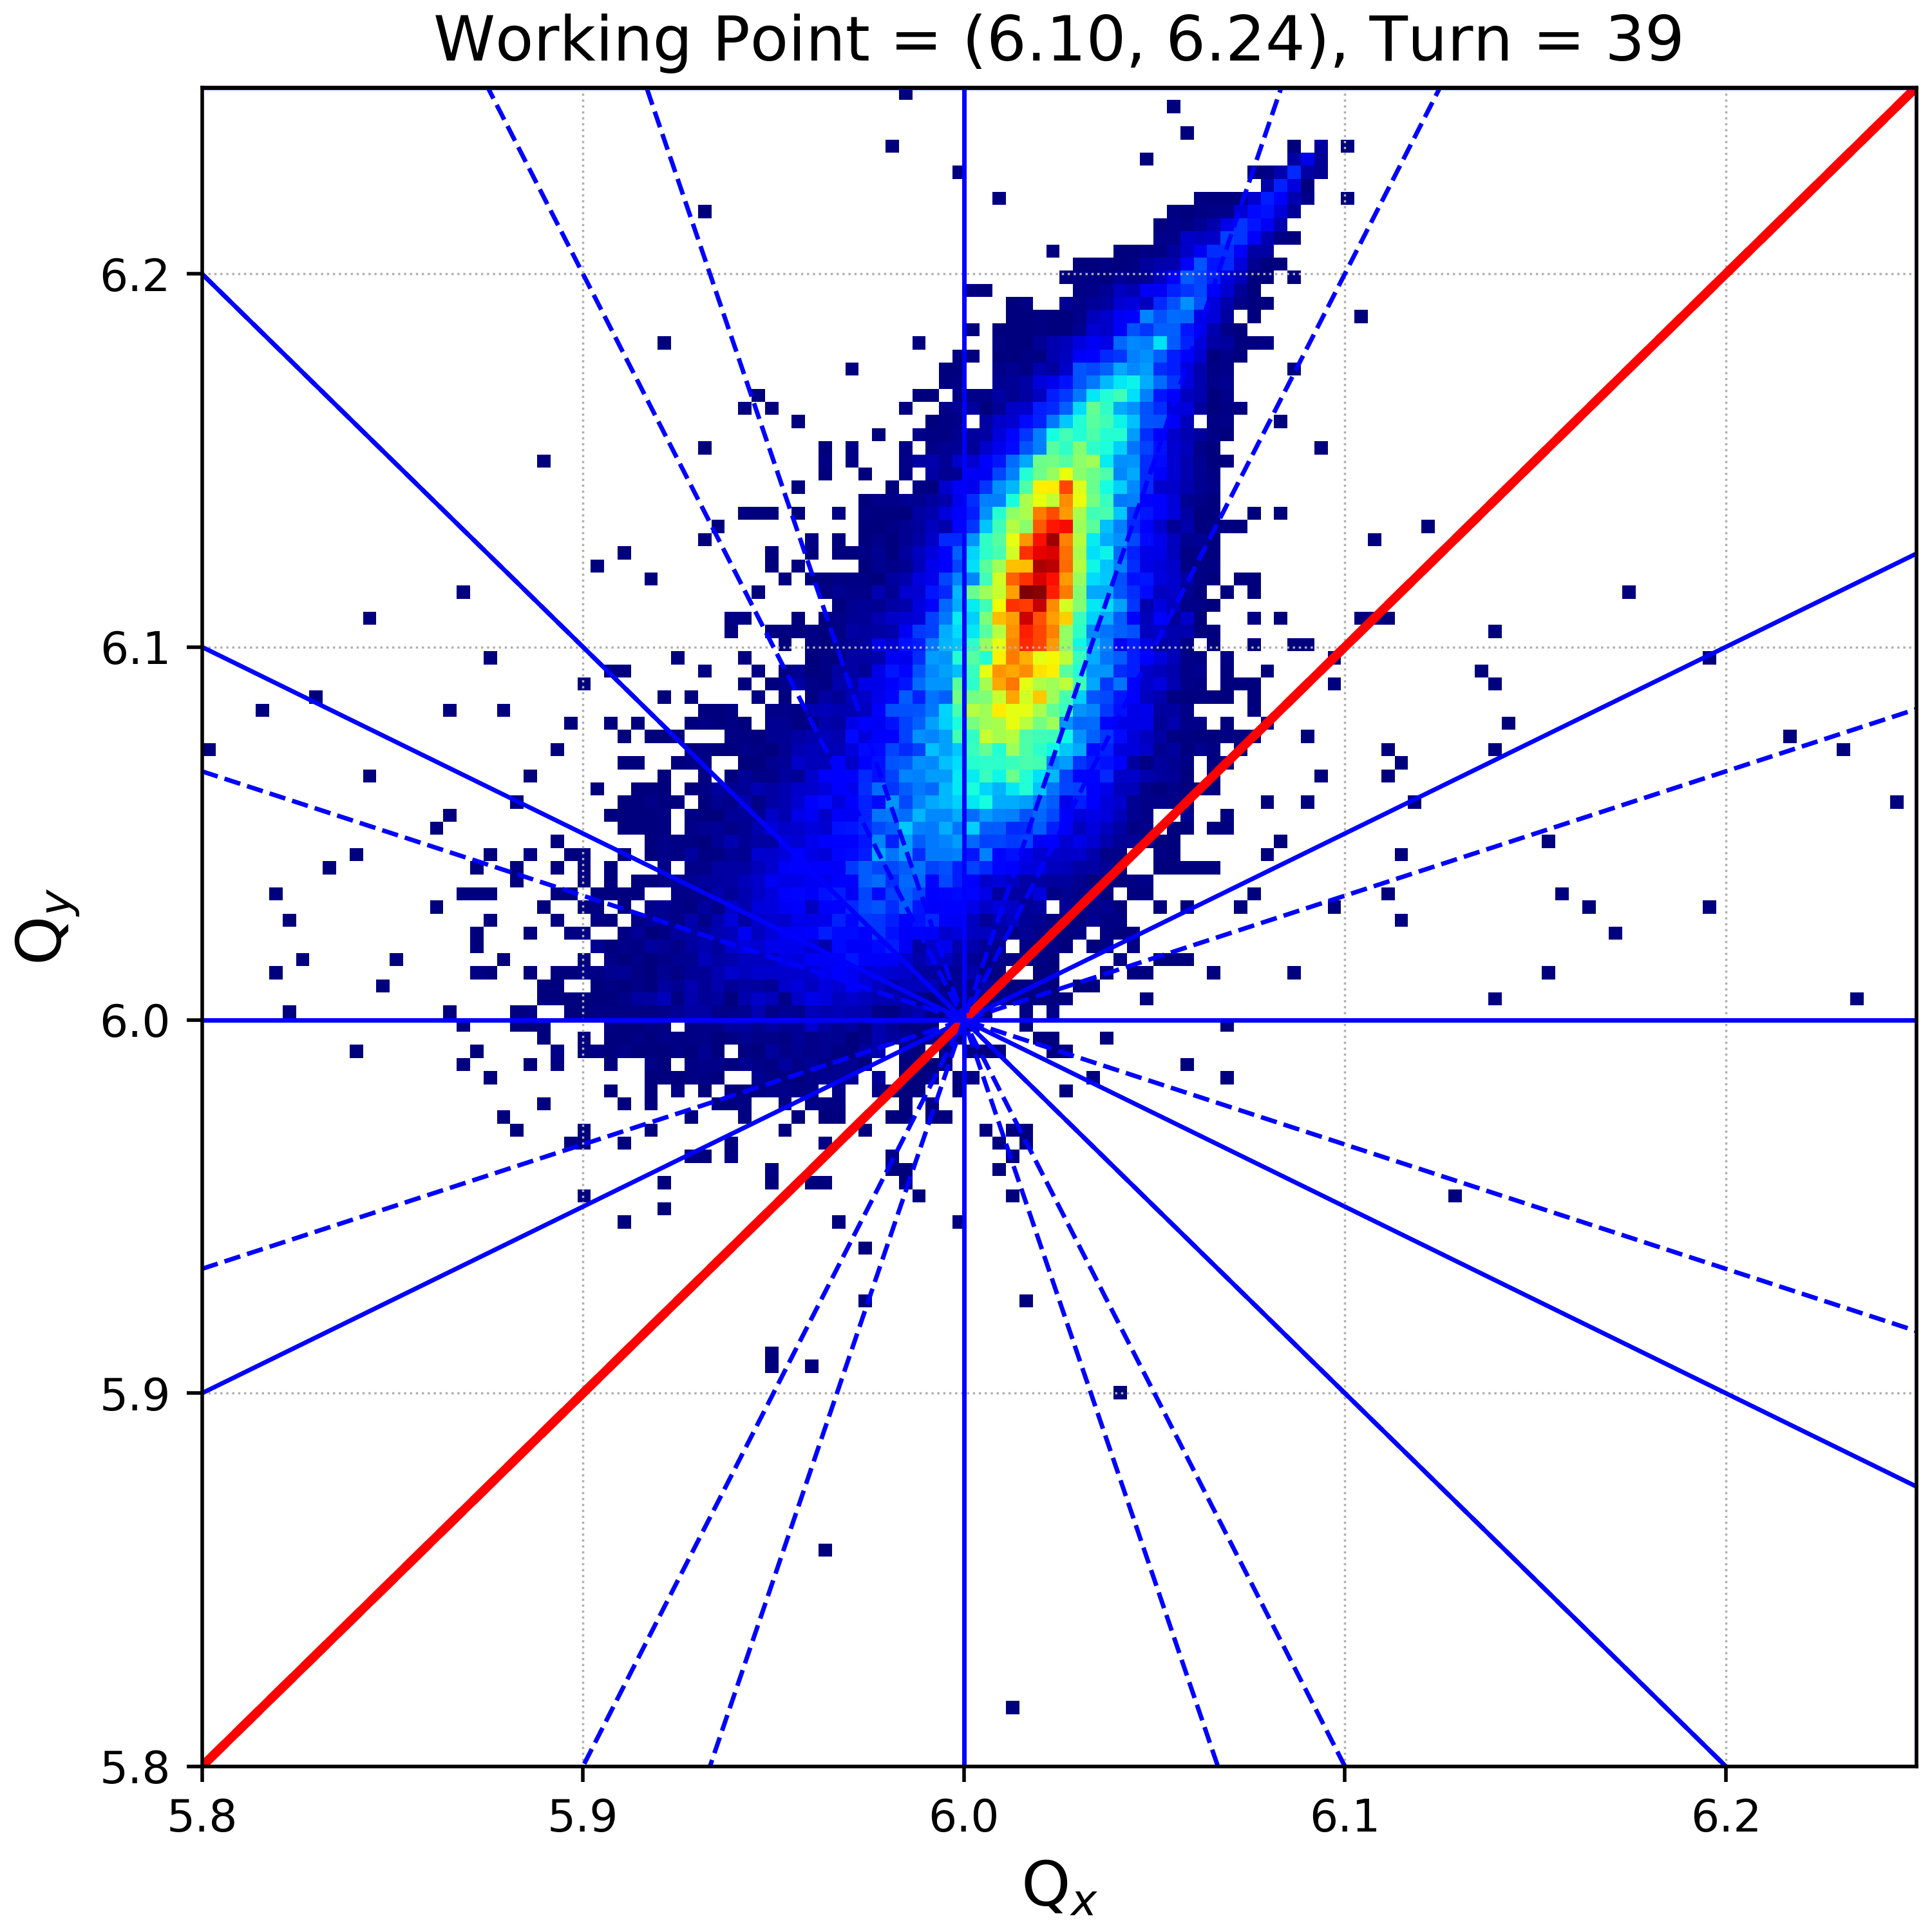 Working Point = (6.10, 6.24), Turn = 39
6.2
6.1
6.0
5.9
5.8
Qy
5.8 5.9 6.0 6.1 6.2
Qx